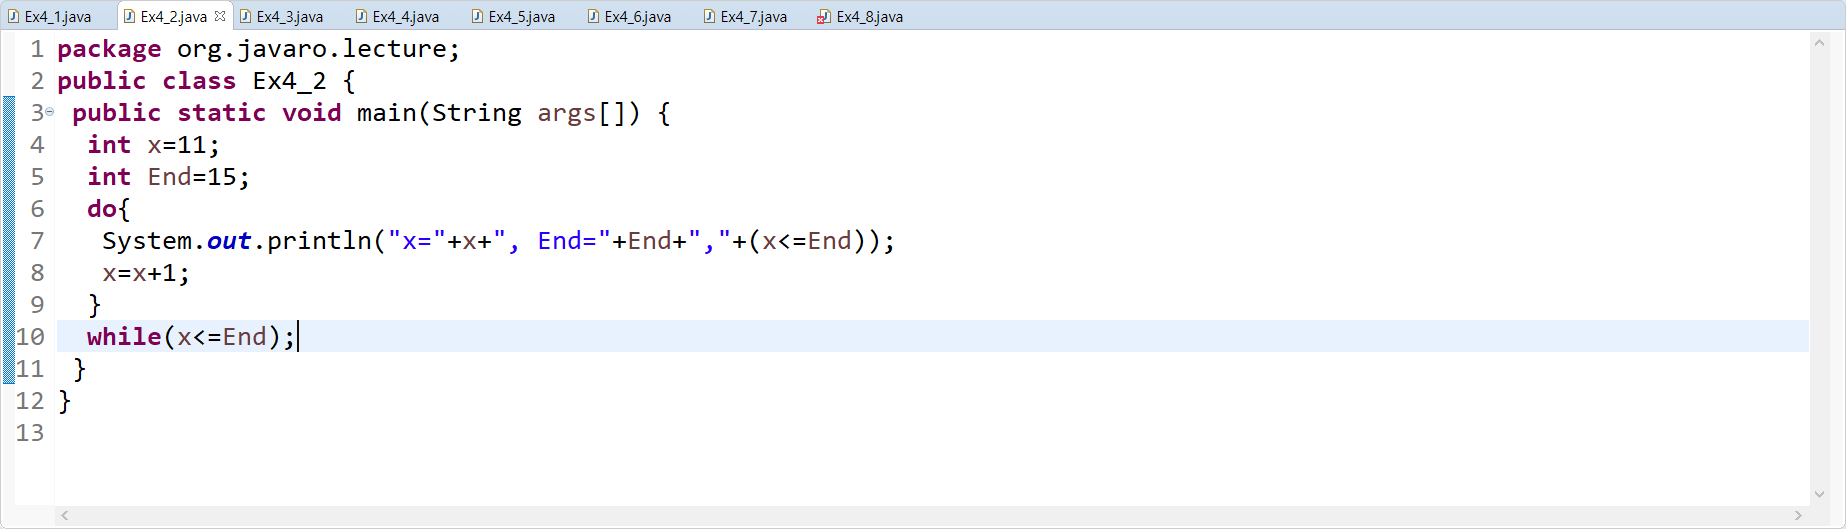 Ex4_1.java Ex4_2.java Ex4_3.java Ex4_4.java Ex4_5.java Ex4_6.java Ex4_7.java Ex4_8.java
1 package org.javaro.lecture;
2 public class Ex4_2 {
3 public static void main(String args[]) {
4 int x=11;
5 int End=15;
6 do{
7 System.out.println("x="+x+", End="+End+","+(x<=End));
8 x=x+1;
9 }
10 while(x<=End);
11 }
12 }
13